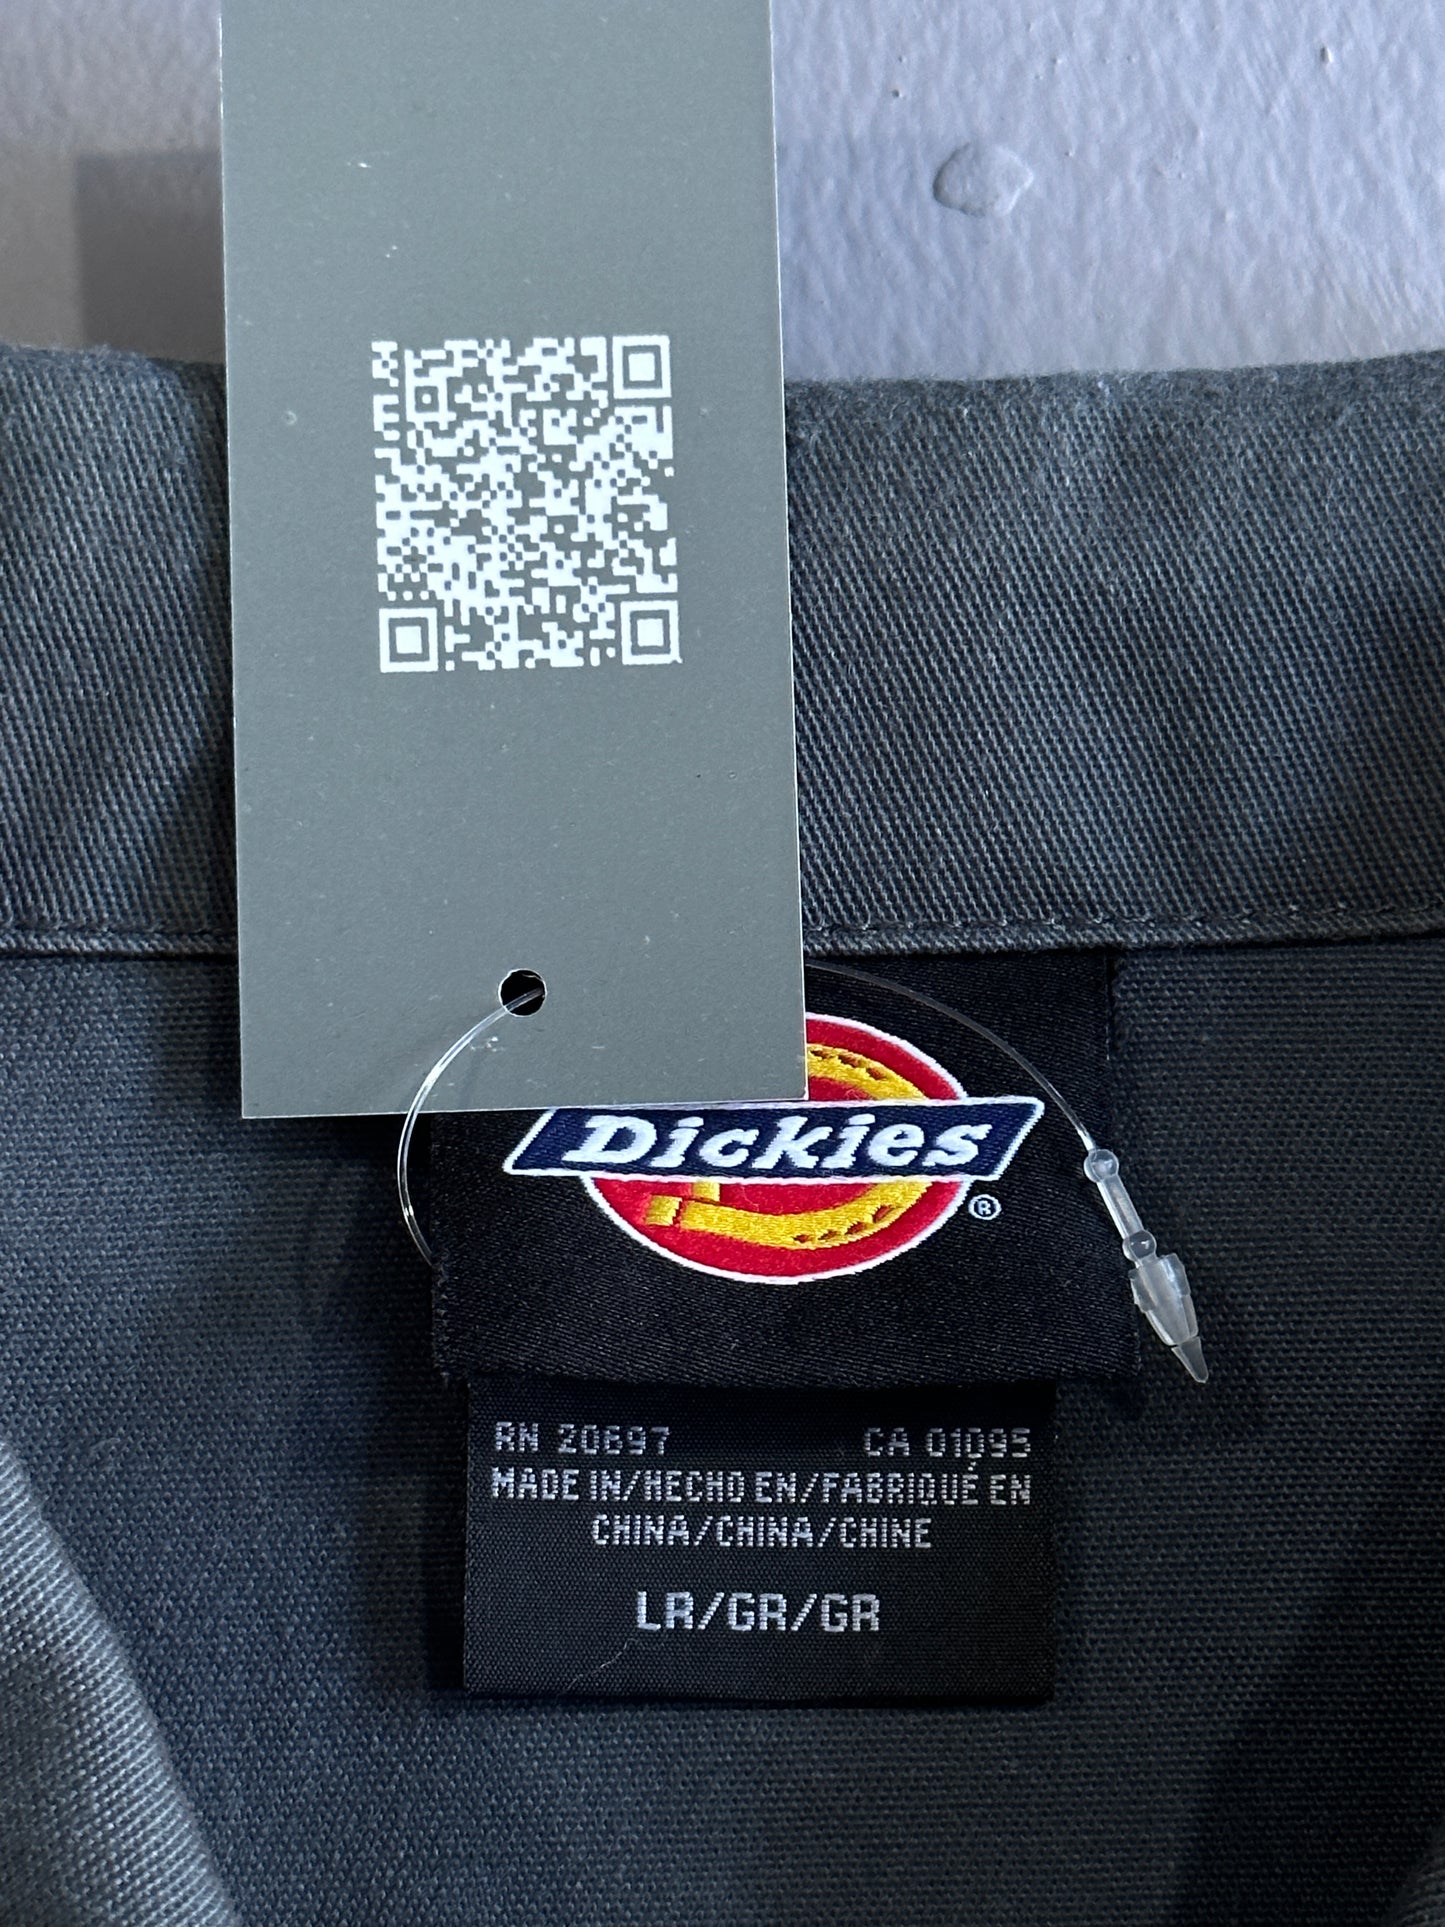 Dickies
®
RN 20697 CA 01095
MADE IN/HECHO EN/FABRIQUÉ EN
CHINA/CHINA/CHINE
LR/GR/GR